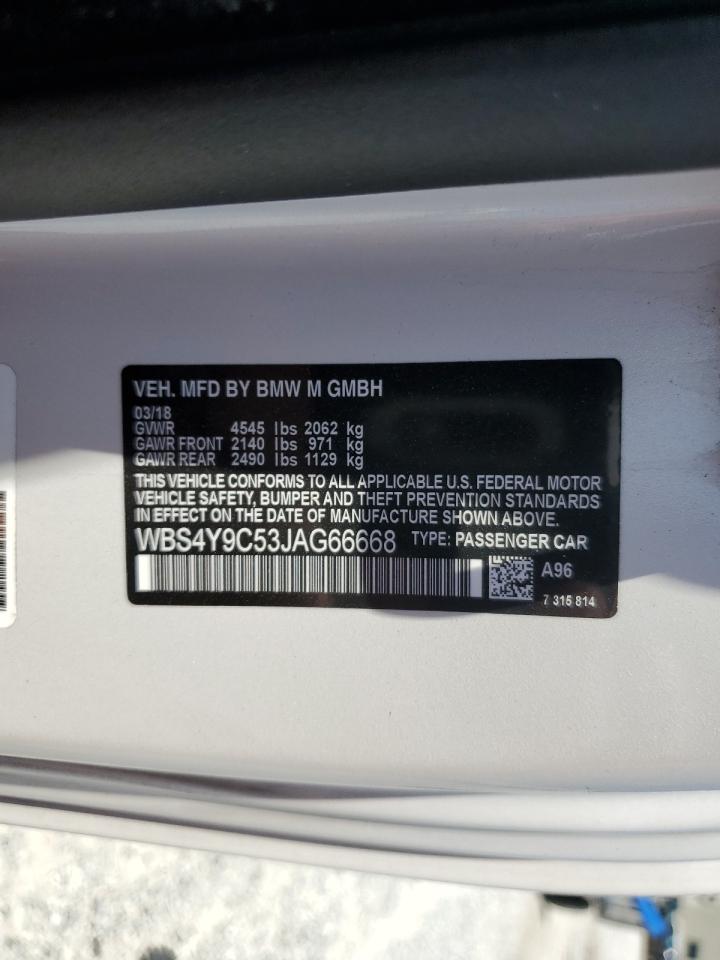 VEH. MFD BY BMW M GMBH
03/18
GVWR 4545 lbs 2062 kg
GAWR FRONT 2140 lbs 971 kg
GAWR REAR 2490 lbs 1129 kg
THIS VEHICLE CONFORMS TO ALL APPLICABLE U.S. FEDERAL MOTOR
VEHICLE SAFETY, BUMPER AND THEFT PREVENTION STANDARDS
IN EFFECT ON THE DATE OF MANUFACTURE SHOWN ABOVE.
WBS4Y9C53JAG66668 TYPE: PASSENGER CAR
A96
7 315 814